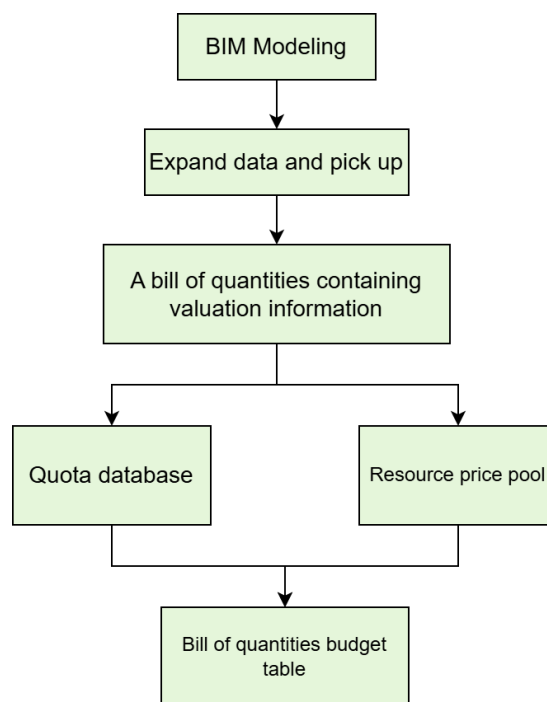 BIM Modeling
Expand data and pick up
A bill of quantities containing
valuation information
Quota database
Resource price pool
Bill of quantities budget
table